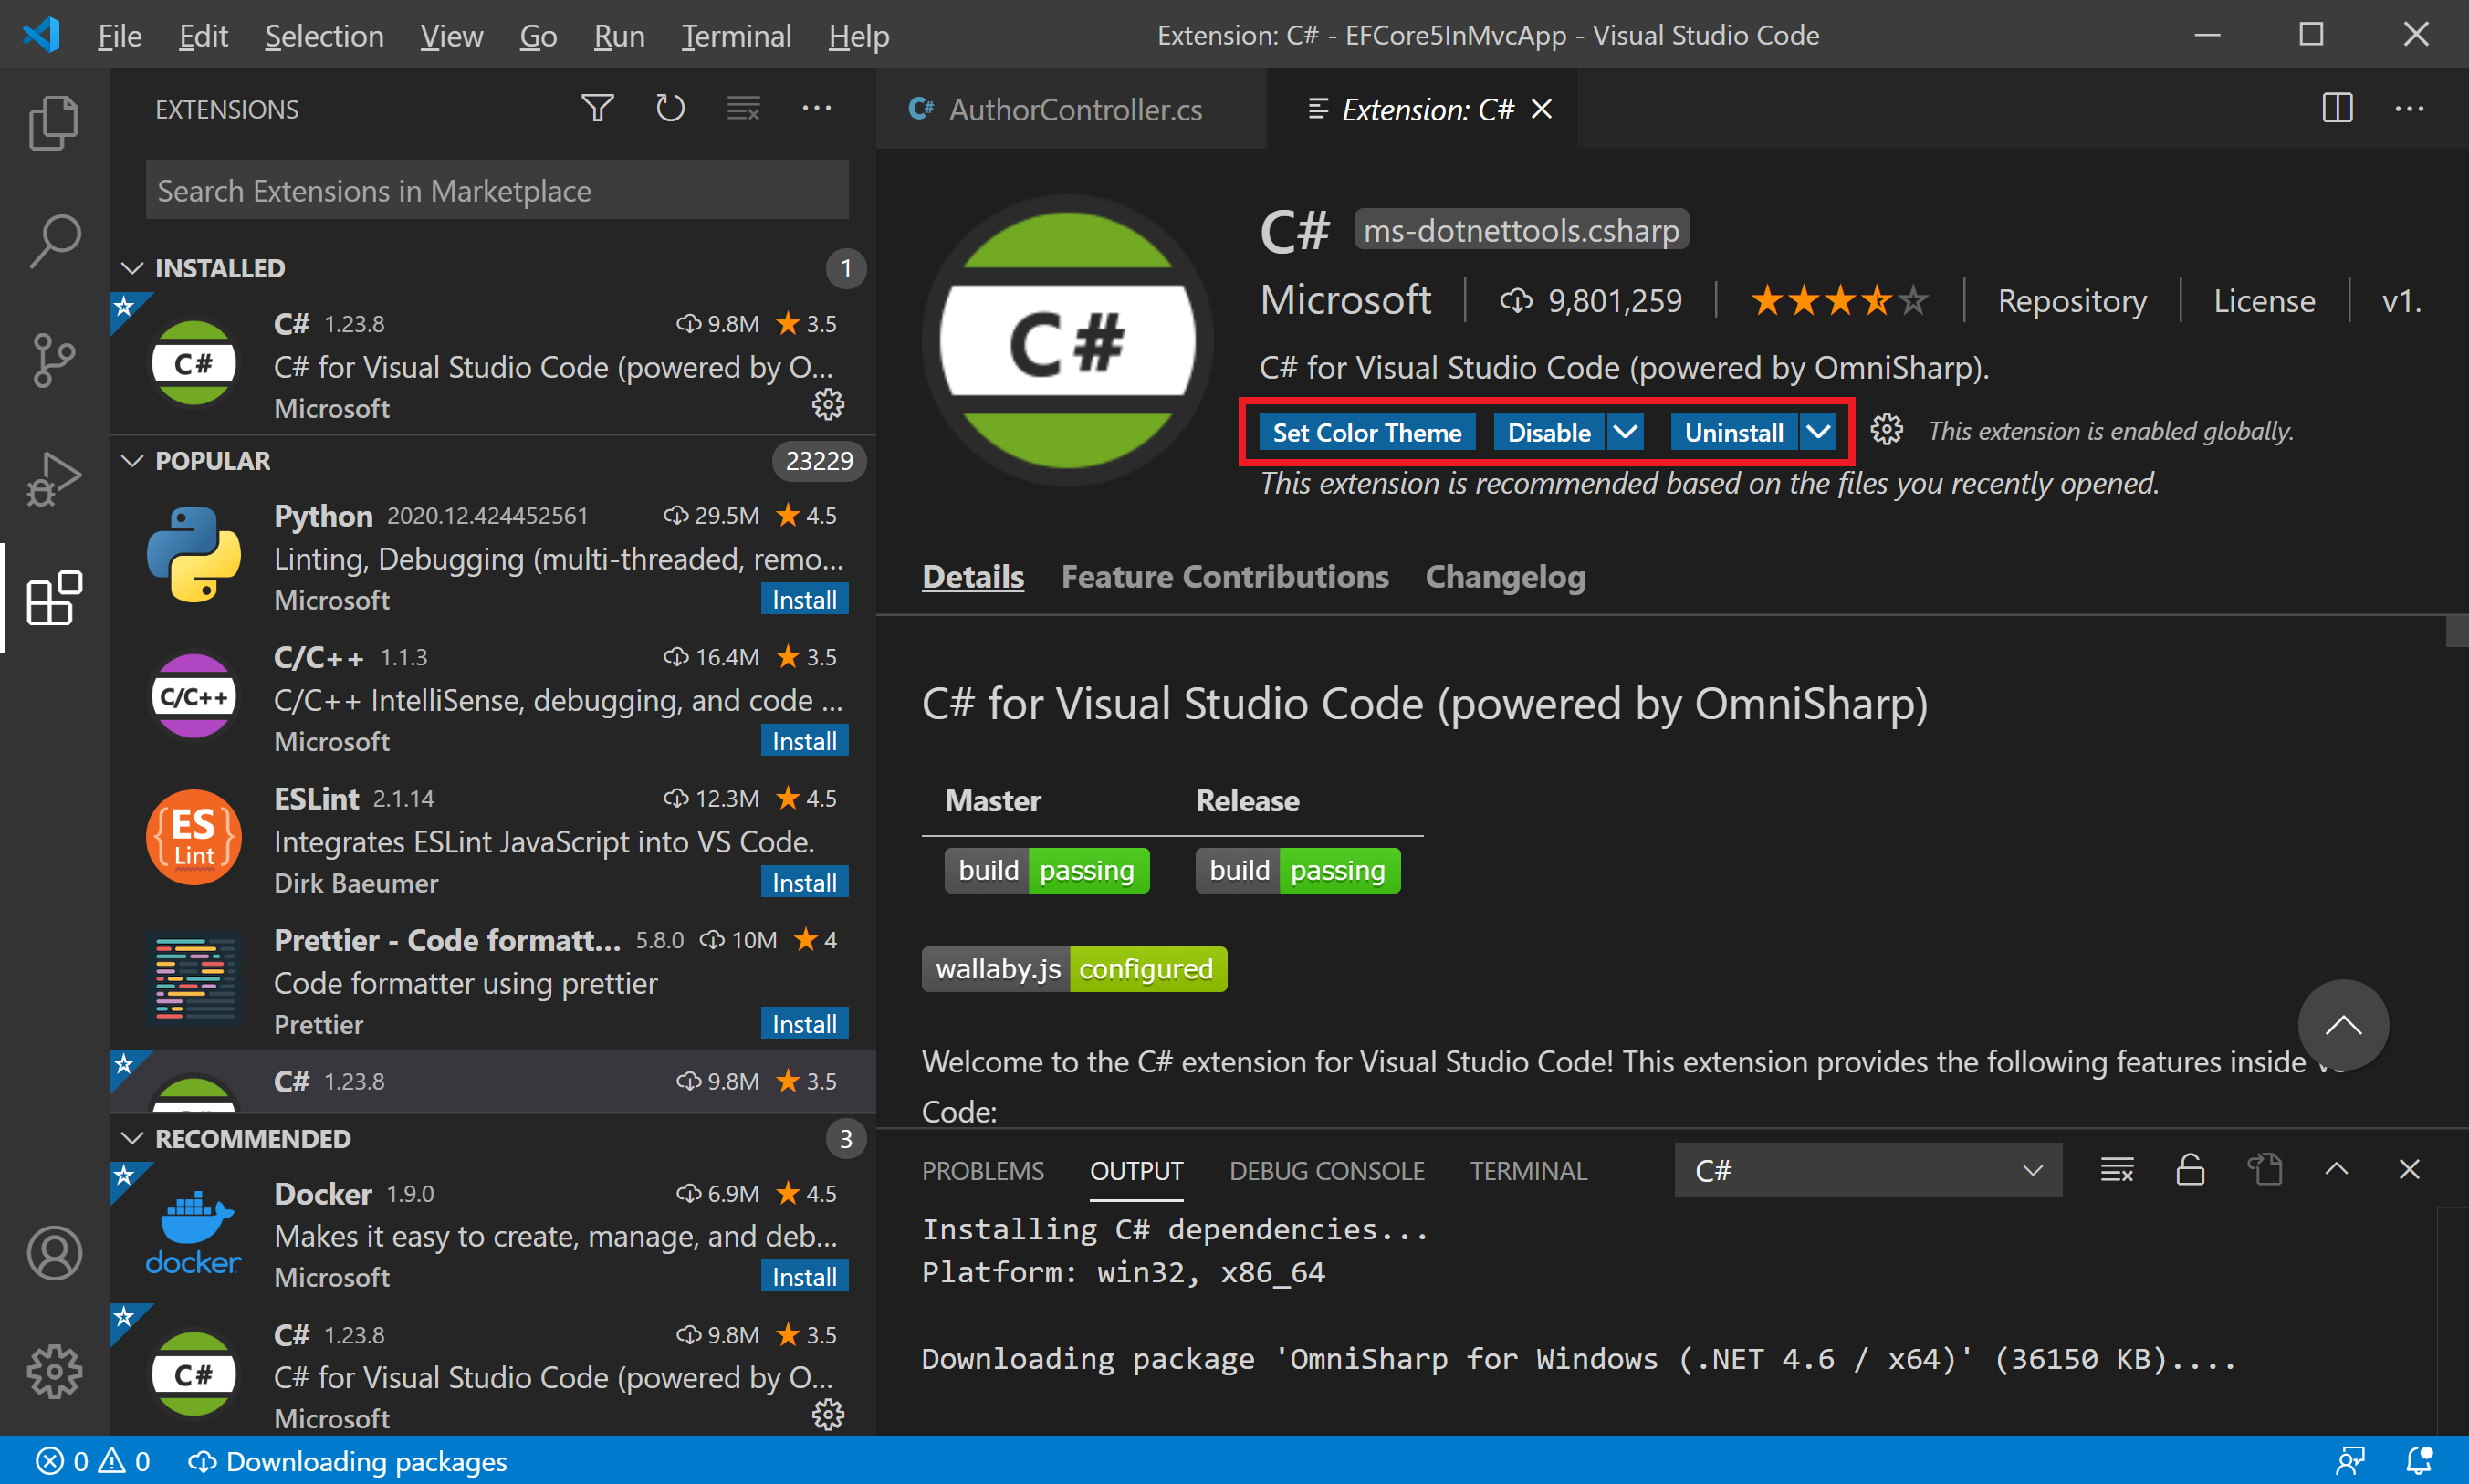 File Edit Selection View Go Run Terminal Help
Extension: C# - EFCore5InMvcApp - Visual Studio Code
EXTENSIONS
Search Extensions in Marketplace
INSTALLED 1
C# 1.23.8 9.8M 3.5
C# for Visual Studio Code (powered by O...
Microsoft
C#
POPULAR 23229
Python 2020.12.424452561 29.5M 4.5
Linting, Debugging (multi-threaded, remo...
Microsoft Install
C/C++ 1.1.3 16.4M 3.5
C/C++
C/C++ IntelliSense, debugging, and code ...
Microsoft Install
ESLint 2.1.14 12.3M 4.5
{ES}
Lint
Integrates ESLint JavaScript into VS Code.
Dirk Baeumer Install
Prettier - Code formatt... 5.8.0 10M 4
Code formatter using prettier
Prettier Install
C# 1.23.8 9.8M 3.5
RECOMMENDED 3
Docker 1.9.0 6.9M 4.5
Makes it easy to create, manage, and deb...
docker
Microsoft Install
C# 1.23.8 9.8M 3.5
C#
C# for Visual Studio Code (powered by O...
Microsoft
C# AuthorController.cs
Extension: C#
C#
C# ms-dotnettools.csharp
Microsoft 9,801,259 Repository License v1.
C# for Visual Studio Code (powered by OmniSharp).
Set Color Theme Disable Uninstall This extension is enabled globally.
This extension is recommended based on the files you recently opened.
Details Feature Contributions Changelog
C# for Visual Studio Code (powered by OmniSharp)
Master Release
build passing build passing
wallaby.js configured
Welcome to the C# extension for Visual Studio Code! This extension provides the following features inside
Code:
PROBLEMS OUTPUT DEBUG CONSOLE TERMINAL C#
Installing C# dependencies...
Platform: win32, x86_64
Downloading package 'OmniSharp for Windows (.NET 4.6 / x64)' (36150 KB)....
0 0 Downloading packages